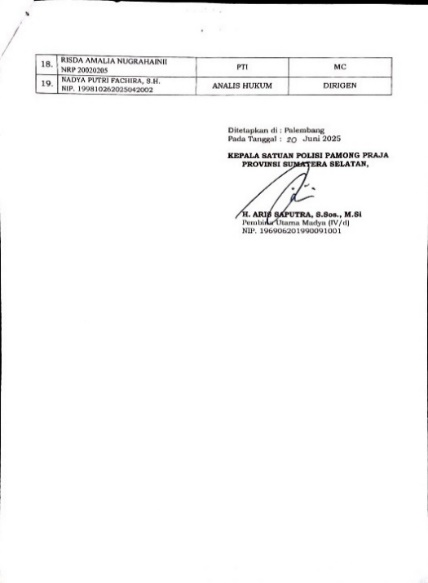 18. RISDA AMALIA NUGRAHAINII PTI MC
NRP 20020205
19. NADYA PUTRI FACHIRA, S.H. ANALIS HUKUM DIRIGEN
NIP. 199810262025042002
Ditetapkan di : Palembang
Pada Tanggal : 20 Juni 2025
KEPALA SATUAN POLISI PAMONG PRAJA
PROVINSI SUMATERA SELATAN,
H. ARIS SAPUTRA, S.Sos., M.Si
Pembina Utama Madya (IV/d)
NIP. 196906201990091001